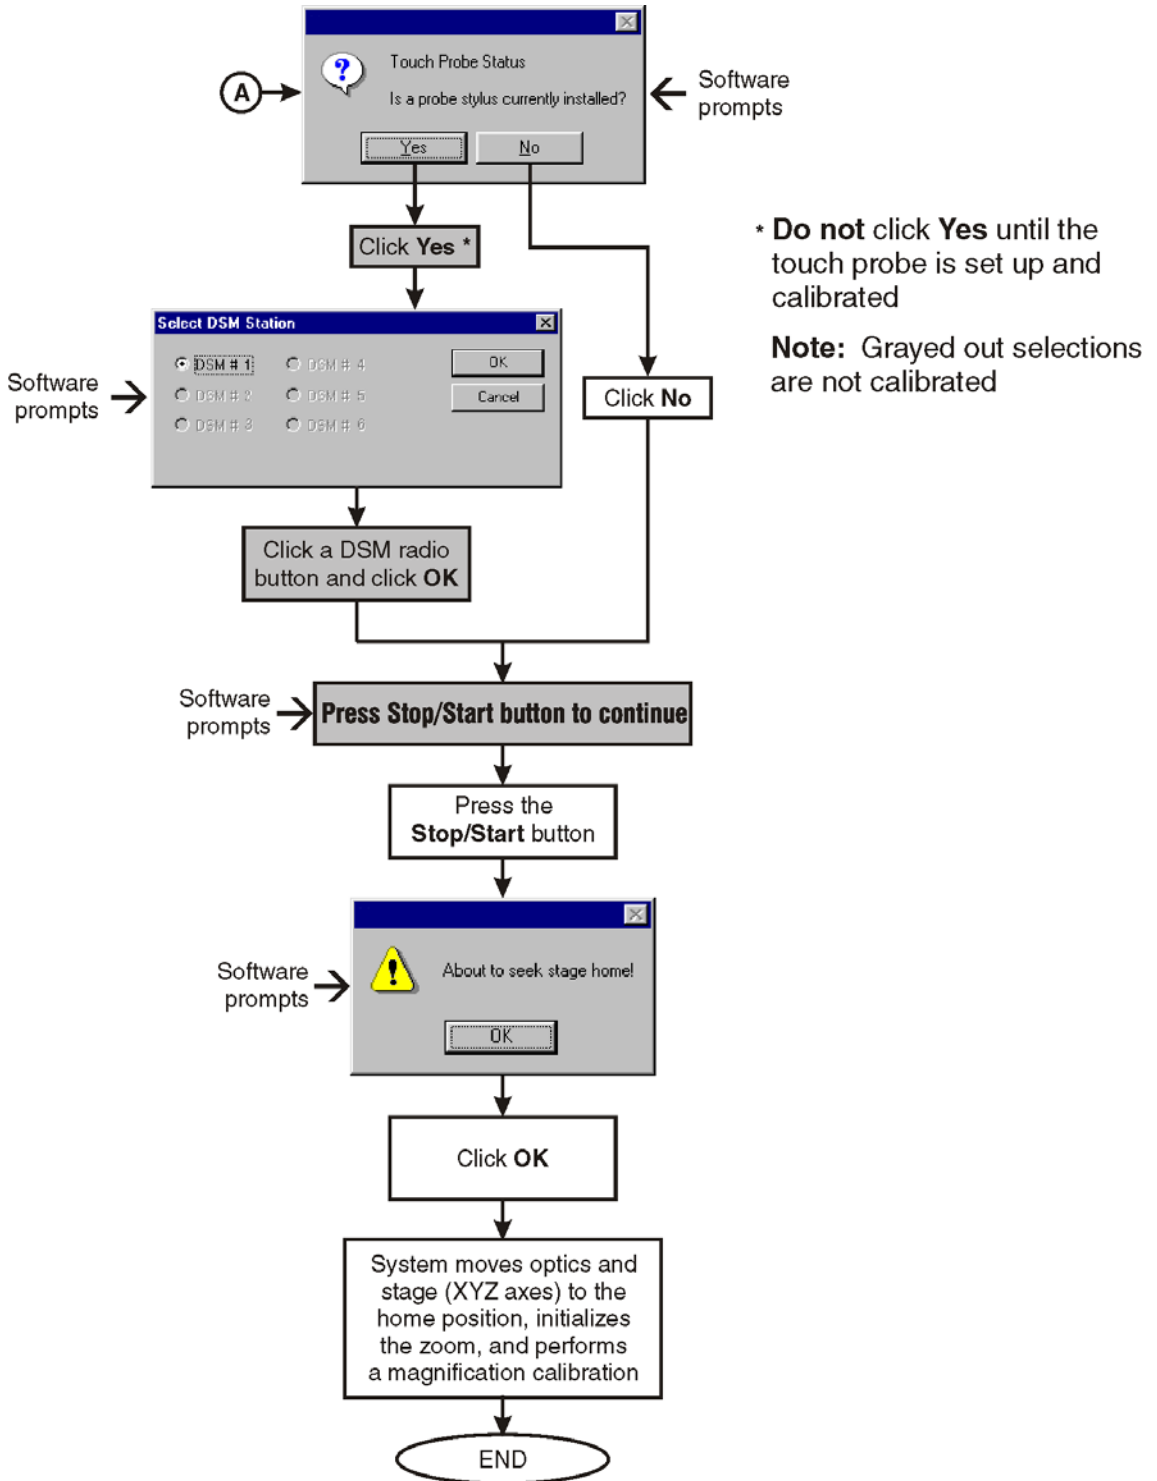 Touch Probe Status
A
Is a probe stylus currently installed?
Software
prompts
Yes
No
Click Yes *
* Do not click Yes until the
touch probe is set up and
calibrated
Note: Grayed out selections
are not calibrated
Select DSM Station
DSM # 1
DSM # 4
OK
DSM # 2
DSM # 5
Cancel
DSM # 3
DSM # 6
Software
prompts
Click No
Click a DSM radio
button and click OK
Software
prompts
Press Stop/Start button to continue
Press the
Stop/Start button
Software
prompts
About to seek stage home!
OK
Click OK
System moves optics and
stage (XYZ axes) to the
home position, initializes
the zoom, and performs
a magnification calibration
END